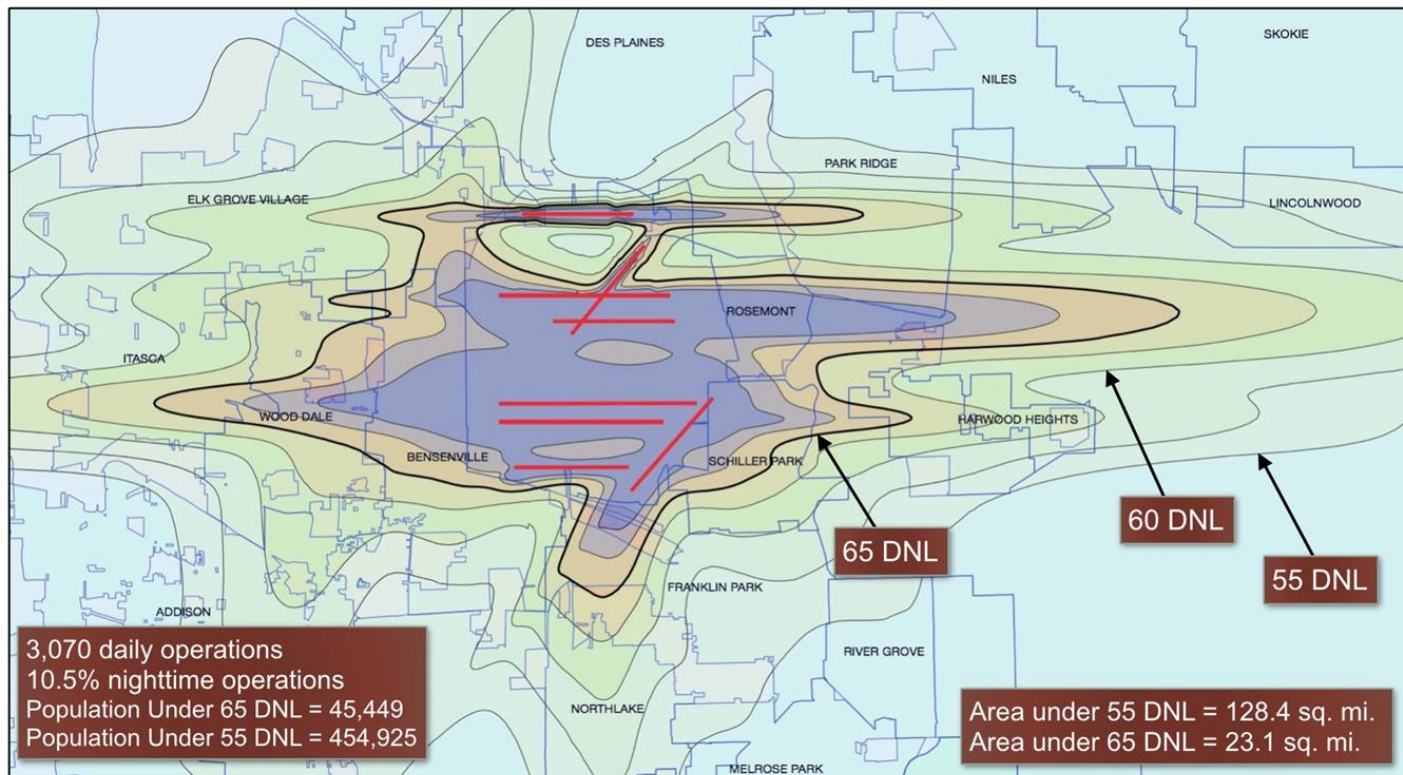 DES PLAINES
SKOKIE
NILES
PARK RIDGE
ELK GROVE VILLAGE
LINCOLNWOOD
ROSEMONT
ITASCA
WOOD DALE
HARWOOD HEIGHTS
BENSENVILLE
SCHILLER PARK
60 DNL
65 DNL
55 DNL
FRANKLIN PARK
ADDISON
3,070 daily operations
10.5% nighttime operations
Population Under 65 DNL = 45,449
Population Under 55 DNL = 454,925
RIVER GROVE
NORTHLAKE
Area under 55 DNL = 128.4 sq. mi.
Area under 65 DNL = 23.1 sq. mi.
MELROSE PARK